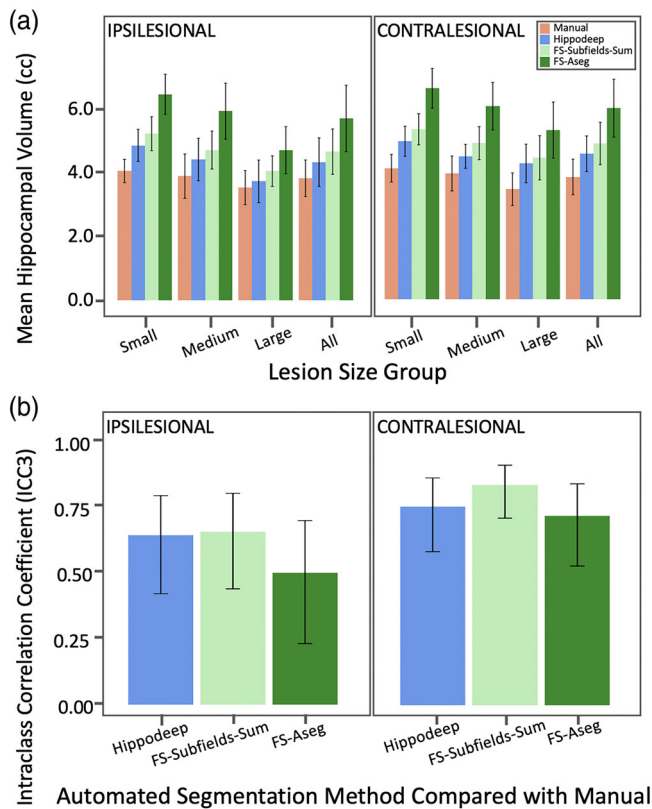 (a)
IPSILESIONAL
CONTRALESIONAL
Manual
Hippodeep
FS-Subfields-Sum
FS-Aseg
Mean Hippocampal Volume (cc)
6.0
4.0
2.0
0.0
Small
Medium
Large
All
Small
Medium
Large
All
Lesion Size Group
(b)
IPSILESIONAL
CONTRALESIONAL
Intraclass Correlation Coefficient (ICC3)
1.00
0.75
0.50
0.25
0.00
Hippodeep
FS-Subfields-Sum
FS-Aseg
Hippodeep
FS-Subfields-Sum
FS-Aseg
Automated Segmentation Method Compared with Manual